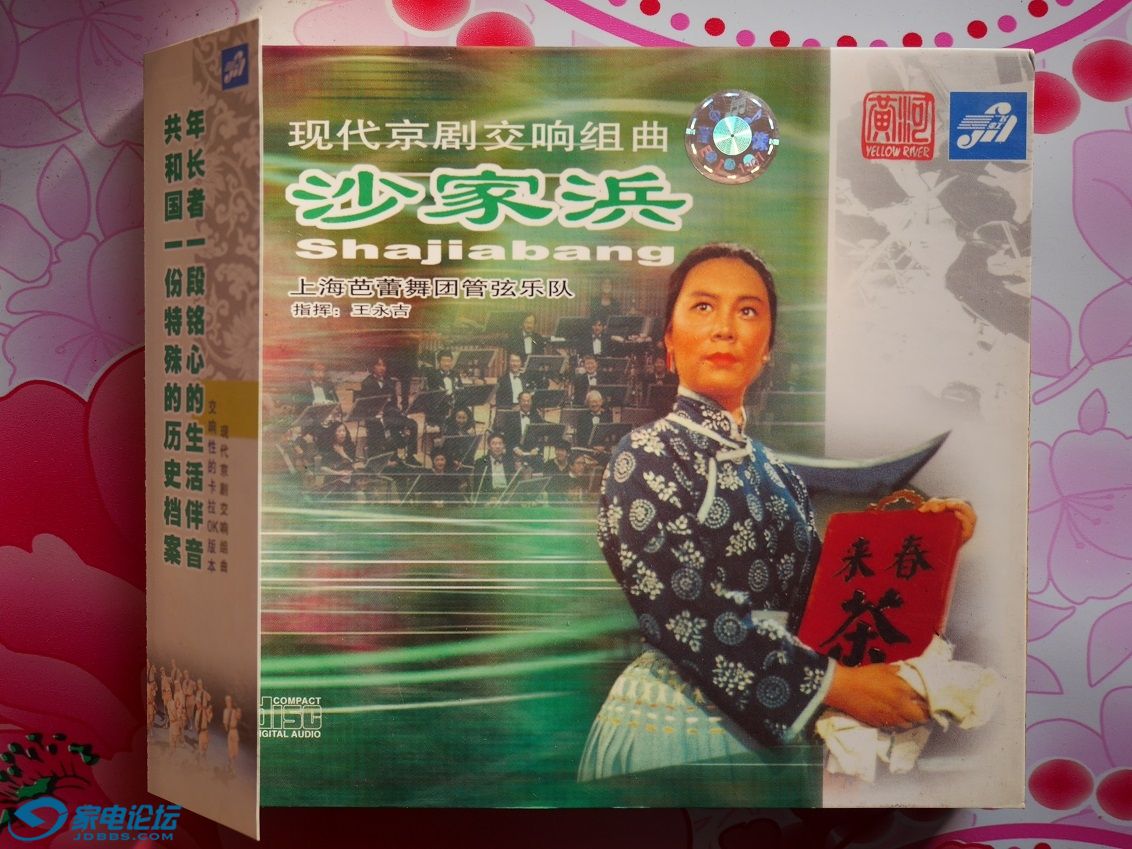 年长者一段铭心的生活伴音
共和国一份特殊的历史档案
现代京剧交响组曲
交响性的卡拉OK版本
现代京剧交响组曲
沙家浜
Shajiabang
上海芭蕾舞团管弦乐队
指挥：王永吉
黄河
YELLOW RIVER
春来
茶
COMPACT
disc
DIGITAL AUDIO
家电论坛
JDBBS.COM